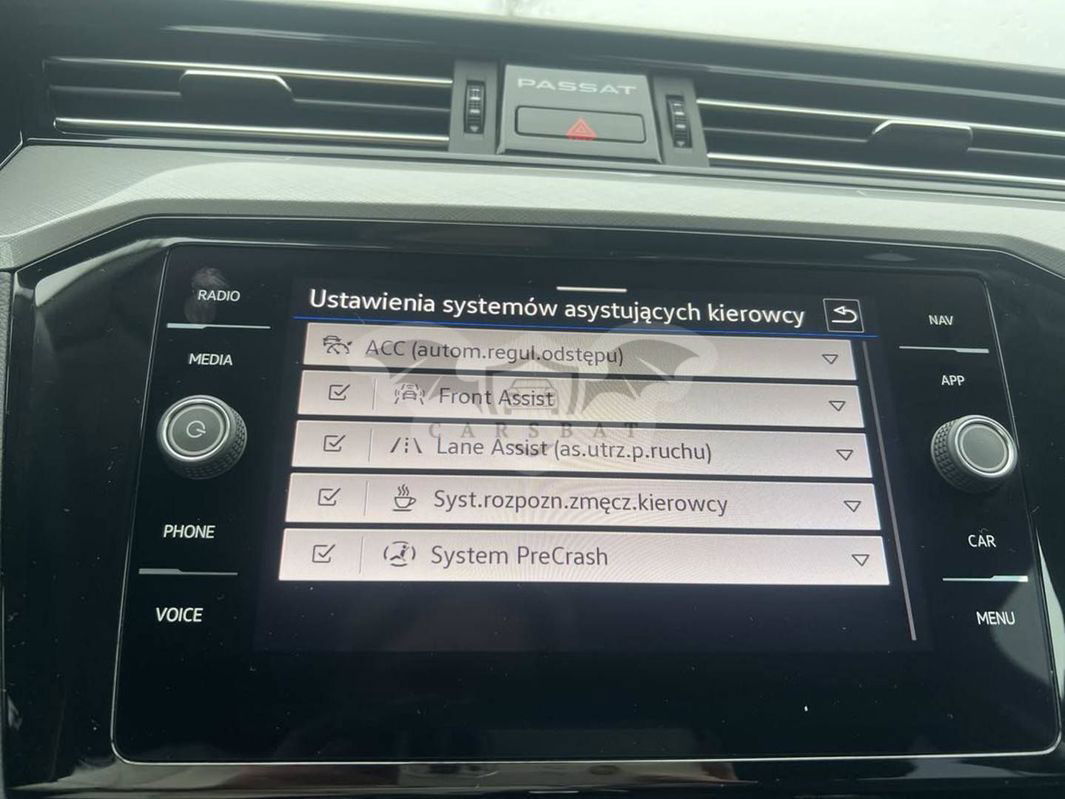 PASSAT
RADIO
MEDIA
PHONE
VOICE
Ustawienia systemów asystujących kierowcy
ACC (autom.regul.odstępu)
Front Assist
CARSBAT
Lane Assist (as.utrz.p.ruchu)
Syst.rozpozn.zmęcz.kierowcy
System PreCrash
NAV
APP
CAR
MENU